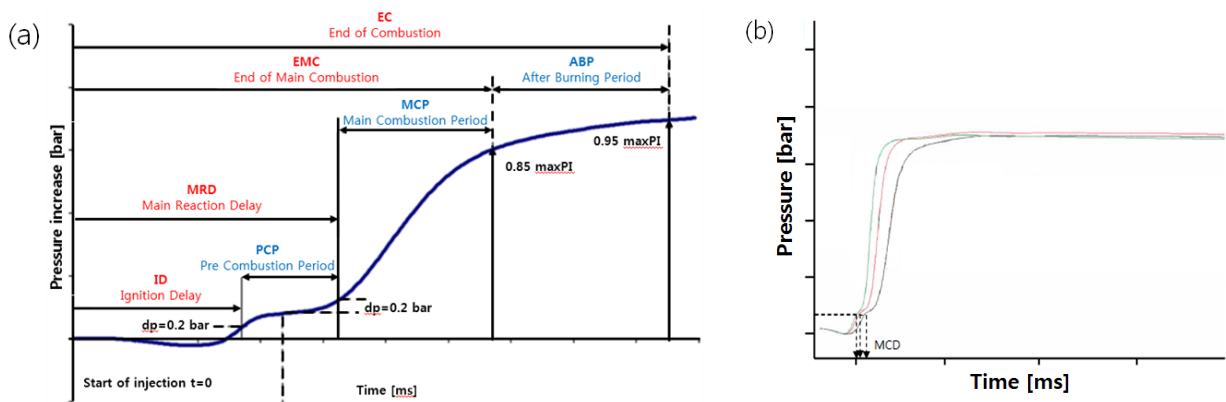 (a)
EC
End of Combustion
EMC
End of Main Combustion
ABP
After Burning Period
MCP
Main Combustion Period
0.85 maxPI
0.95 maxPI
MRD
Main Reaction Delay
PCP
Pre Combustion Period
ID
Ignition Delay
dp=0.2 bar
dp=0.2 bar
Pressure increase [bar]
Start of injection t=0
Time [ms]
(b)
Pressure [bar]
MCD
Time [ms]